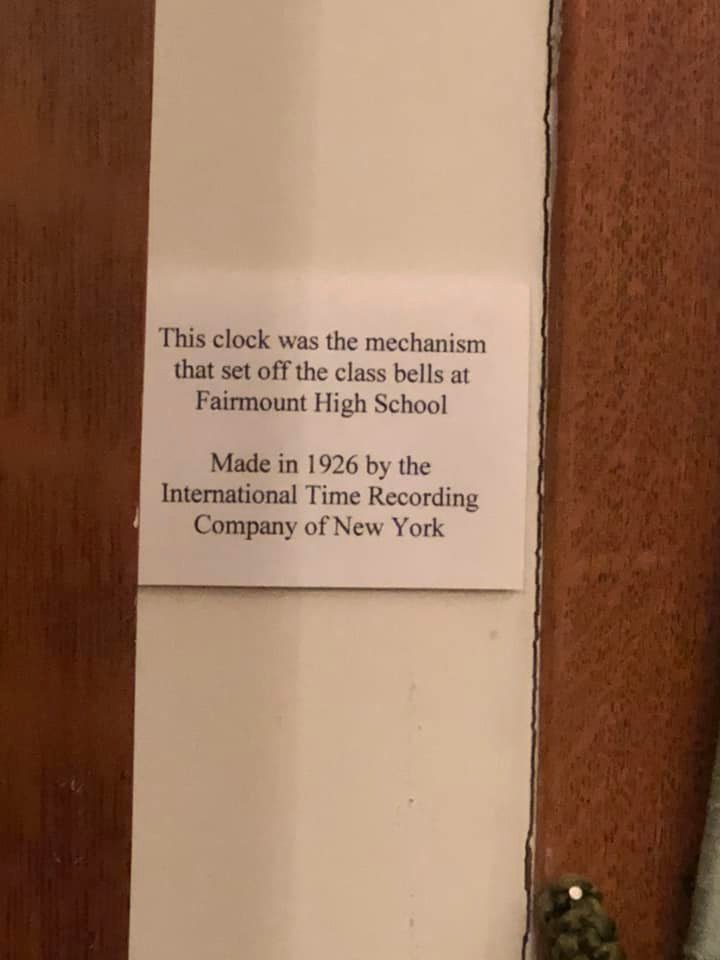 This clock was the mechanism
that set off the class bells at
Fairmount High School
Made in 1926 by the
International Time Recording
Company of New York